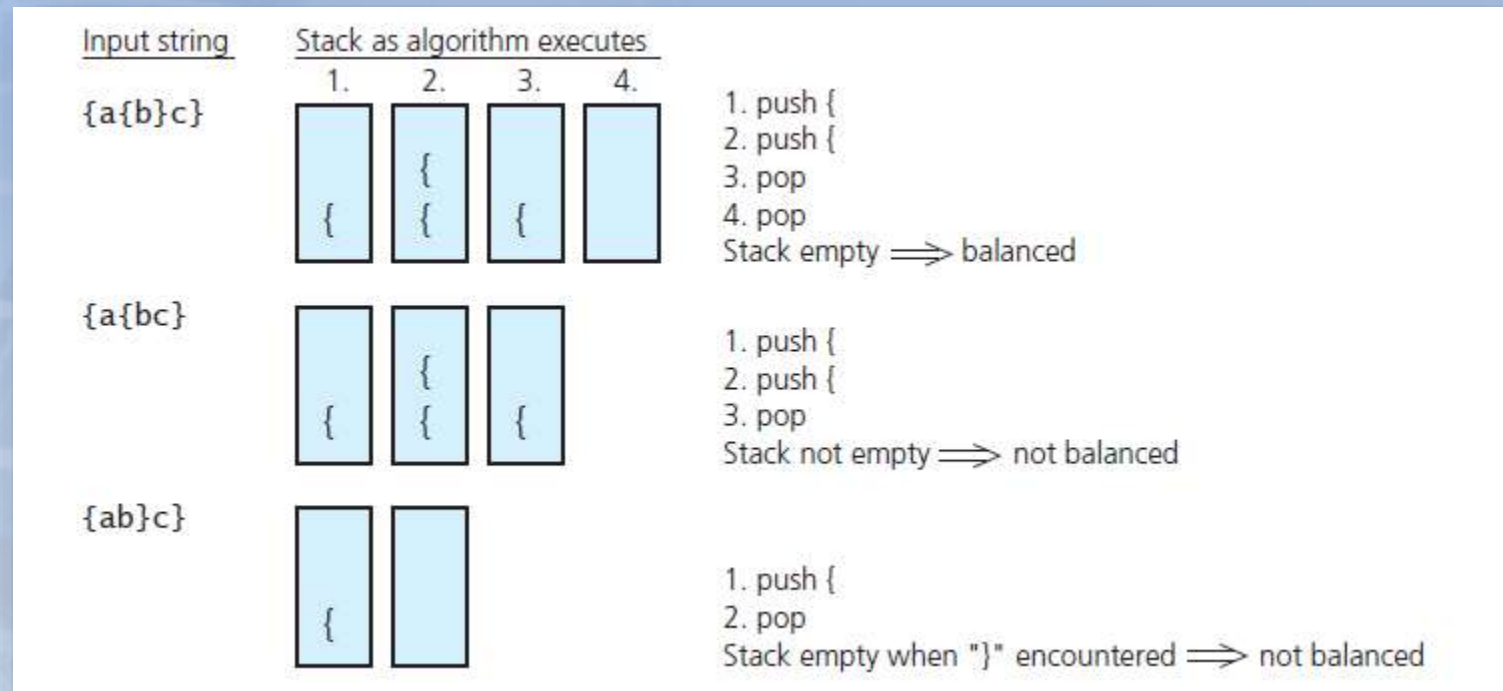 Input string Stack as algorithm executes
1. 2. 3. 4.
{a{b}c}
{
{
{
{
1. push {
2. push {
3. pop
4. pop
Stack empty ⟹ balanced
{a{bc}
{
{
{
{
1. push {
2. push {
3. pop
Stack not empty ⟹ not balanced
{ab}c}
{
1. push {
2. pop
Stack empty when "}" encountered ⟹ not balanced